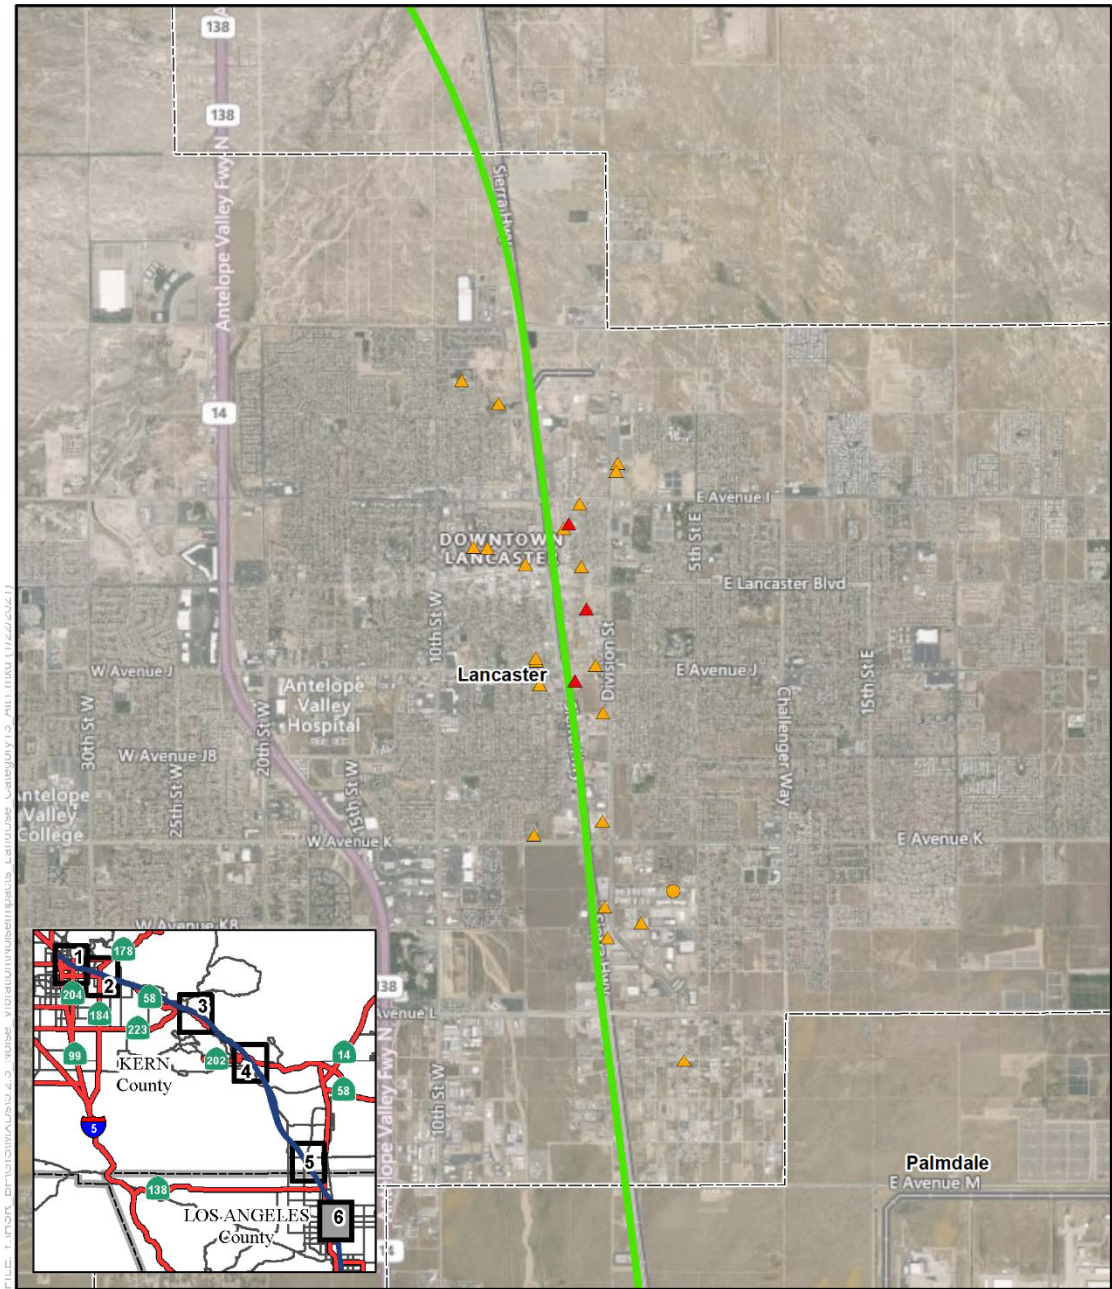 138
138
Antelope Valley Fwy N
Sierra Hwy
14
E Avenue I
DOWNTOWN
LANCASTER
5th St E
E Lancaster Blvd
10th St W
Division St
W Avenue J
Lancaster
E Avenue J
15th St E
Antelope
Valley
Hospital
30th St W
20th St W
Challenger Way
W Avenue J8
25th St W
15th St W
Antelope
Valley
College
W Avenue K
E Avenue K
W Avenue K8
138
Avenue L
10th St W
Palmdale
E Avenue M
14
1
178
2
204
184
58
3
223
99
202
14
KERN
County
4
58
5
5
138
LOS ANGELES
County
6